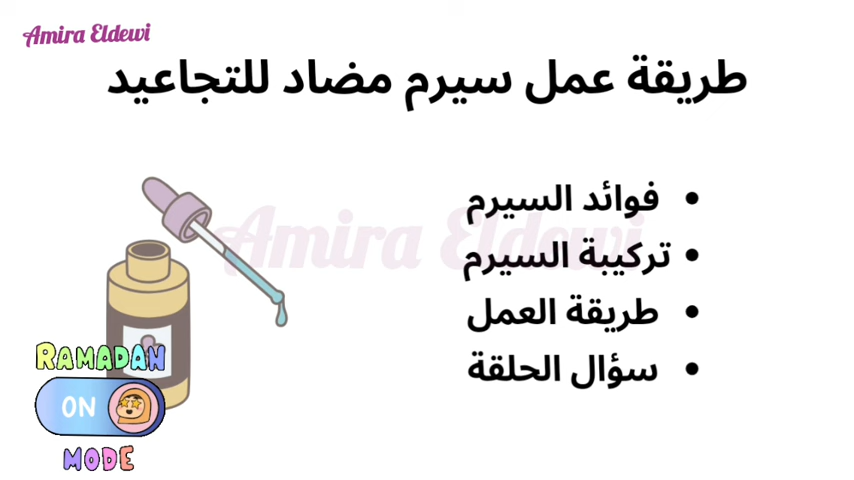 Amira Eldewi
طريقة عمل سيرم مضاد للتجاعيد
• فوائد السيرم
• تركيبة السيرم
• طريقة العمل
• سؤال الحلقة
Amira Eldewi
RAMADAN
ON
MODE